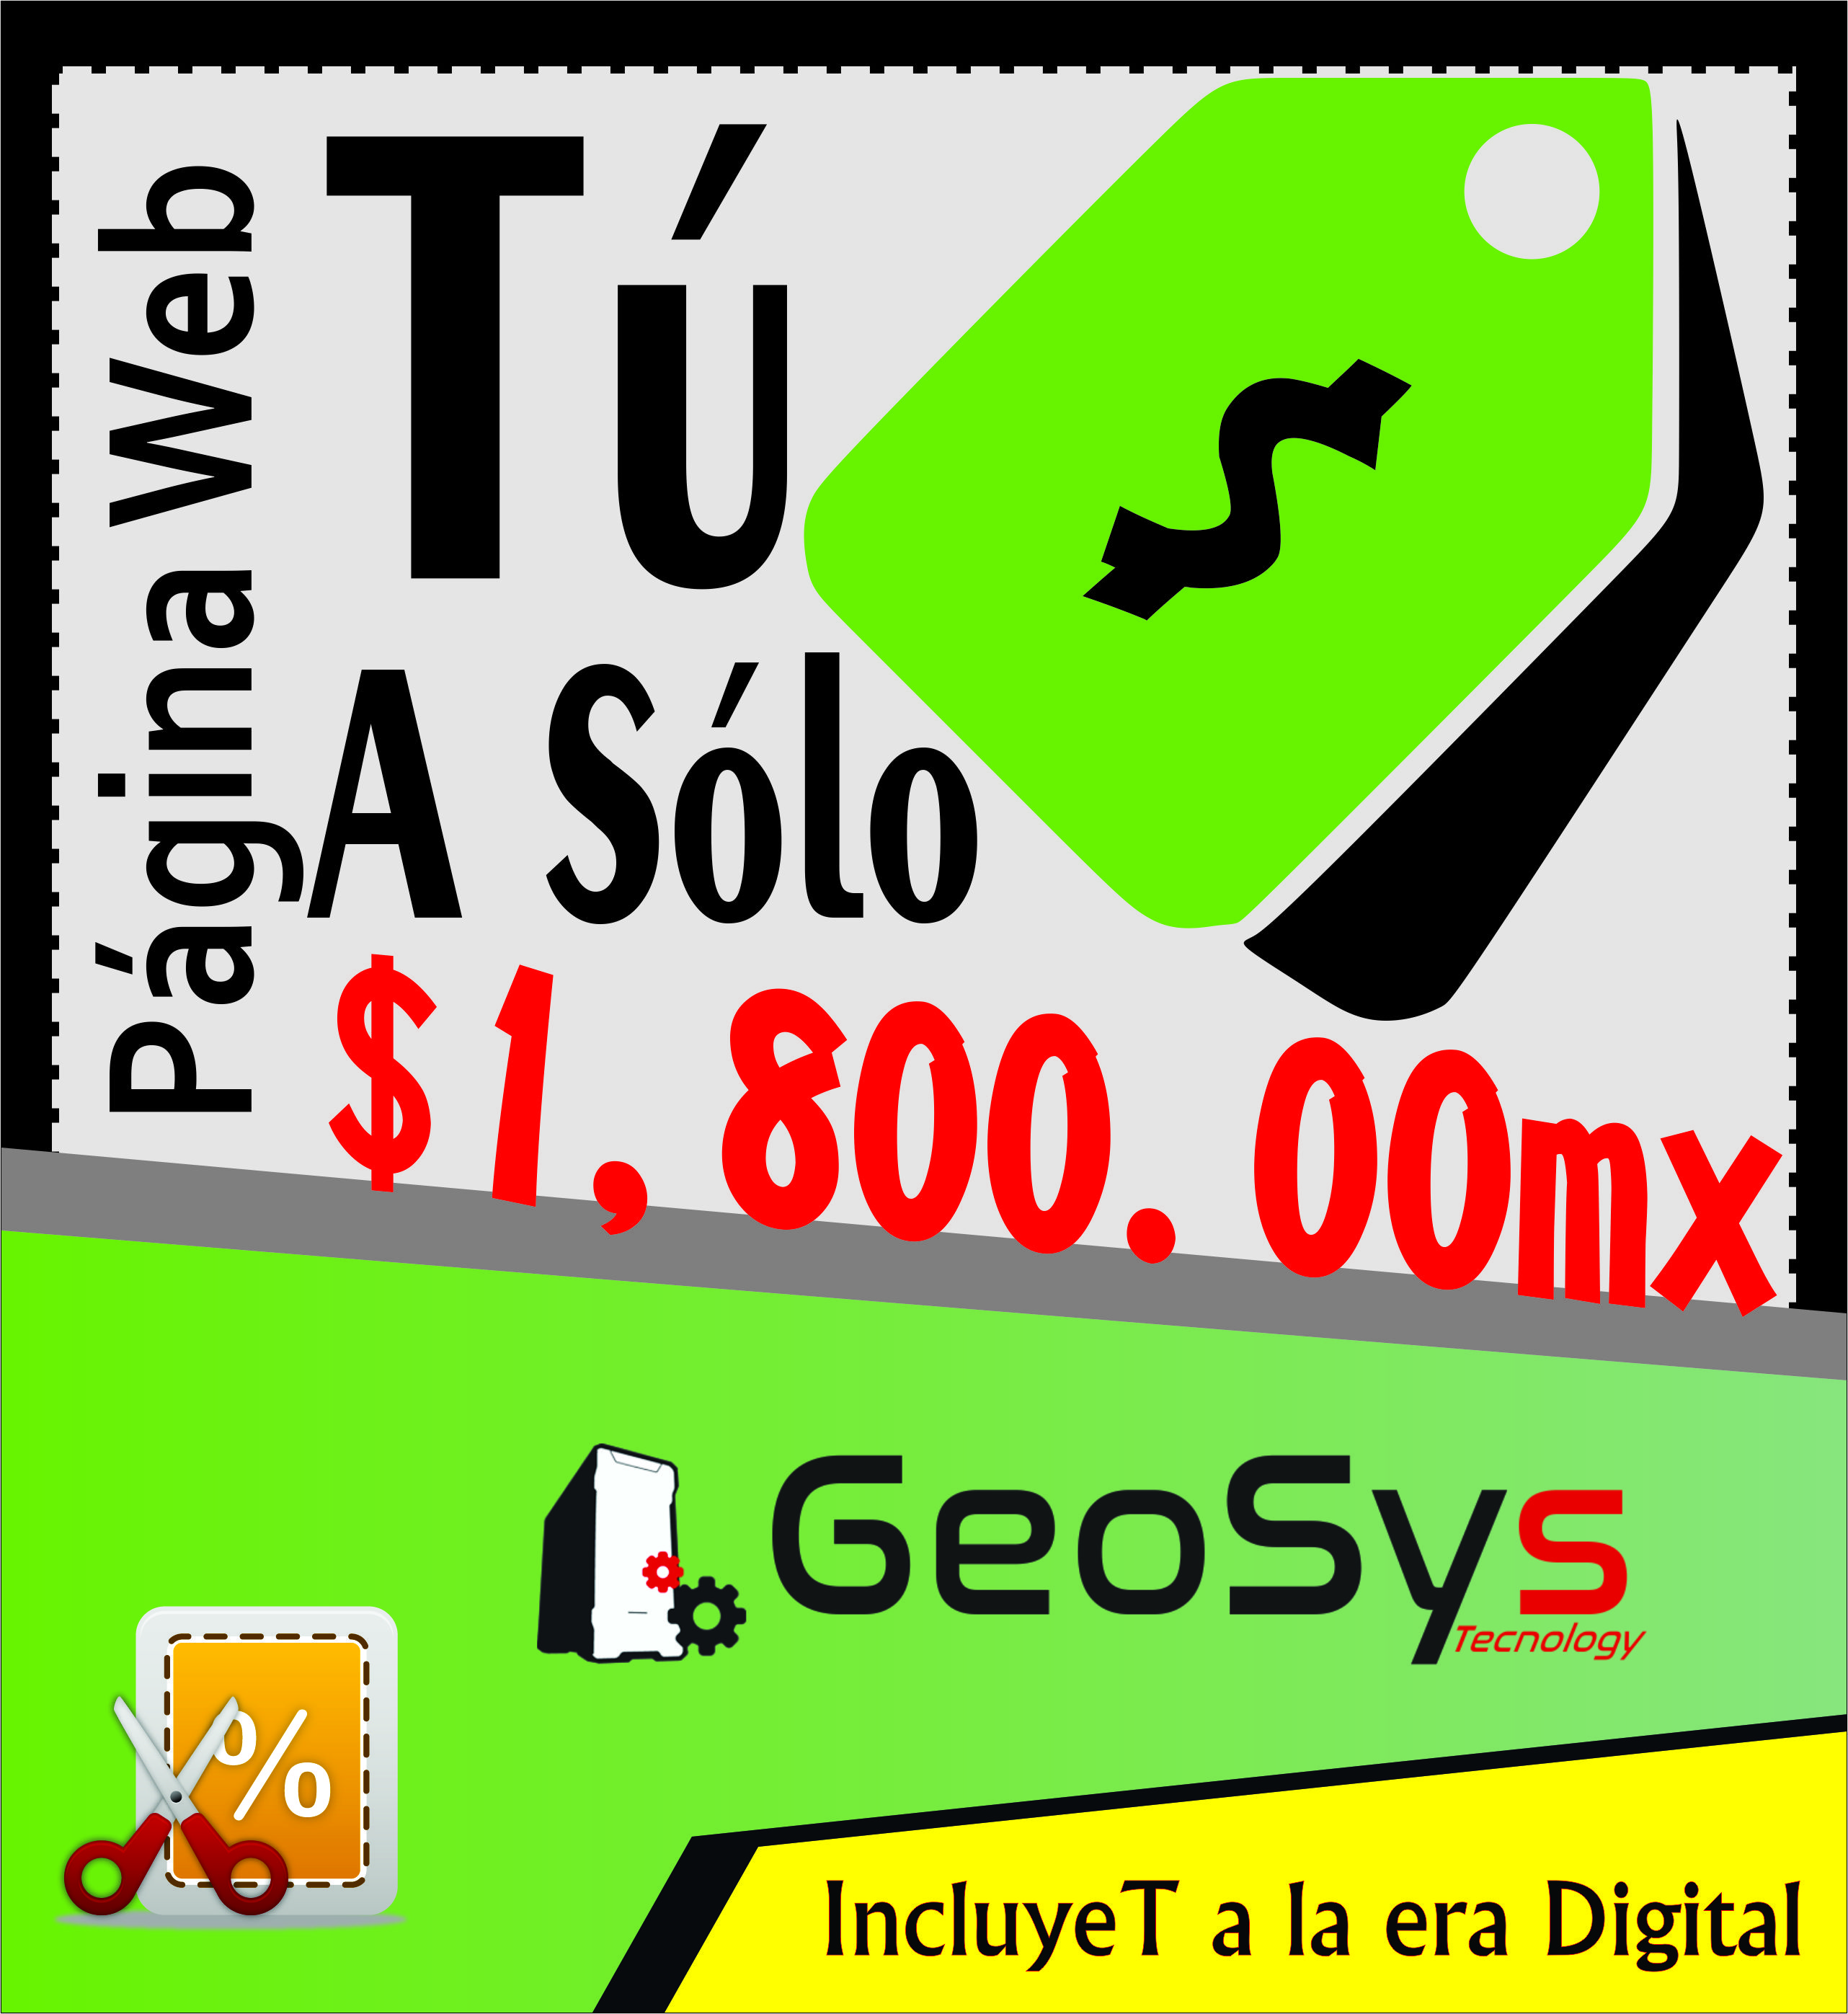 Tú
Página Web
A Sólo
$1,800.00mx
GeoSys
Tecnology
%
IncluyeT a la era Digital